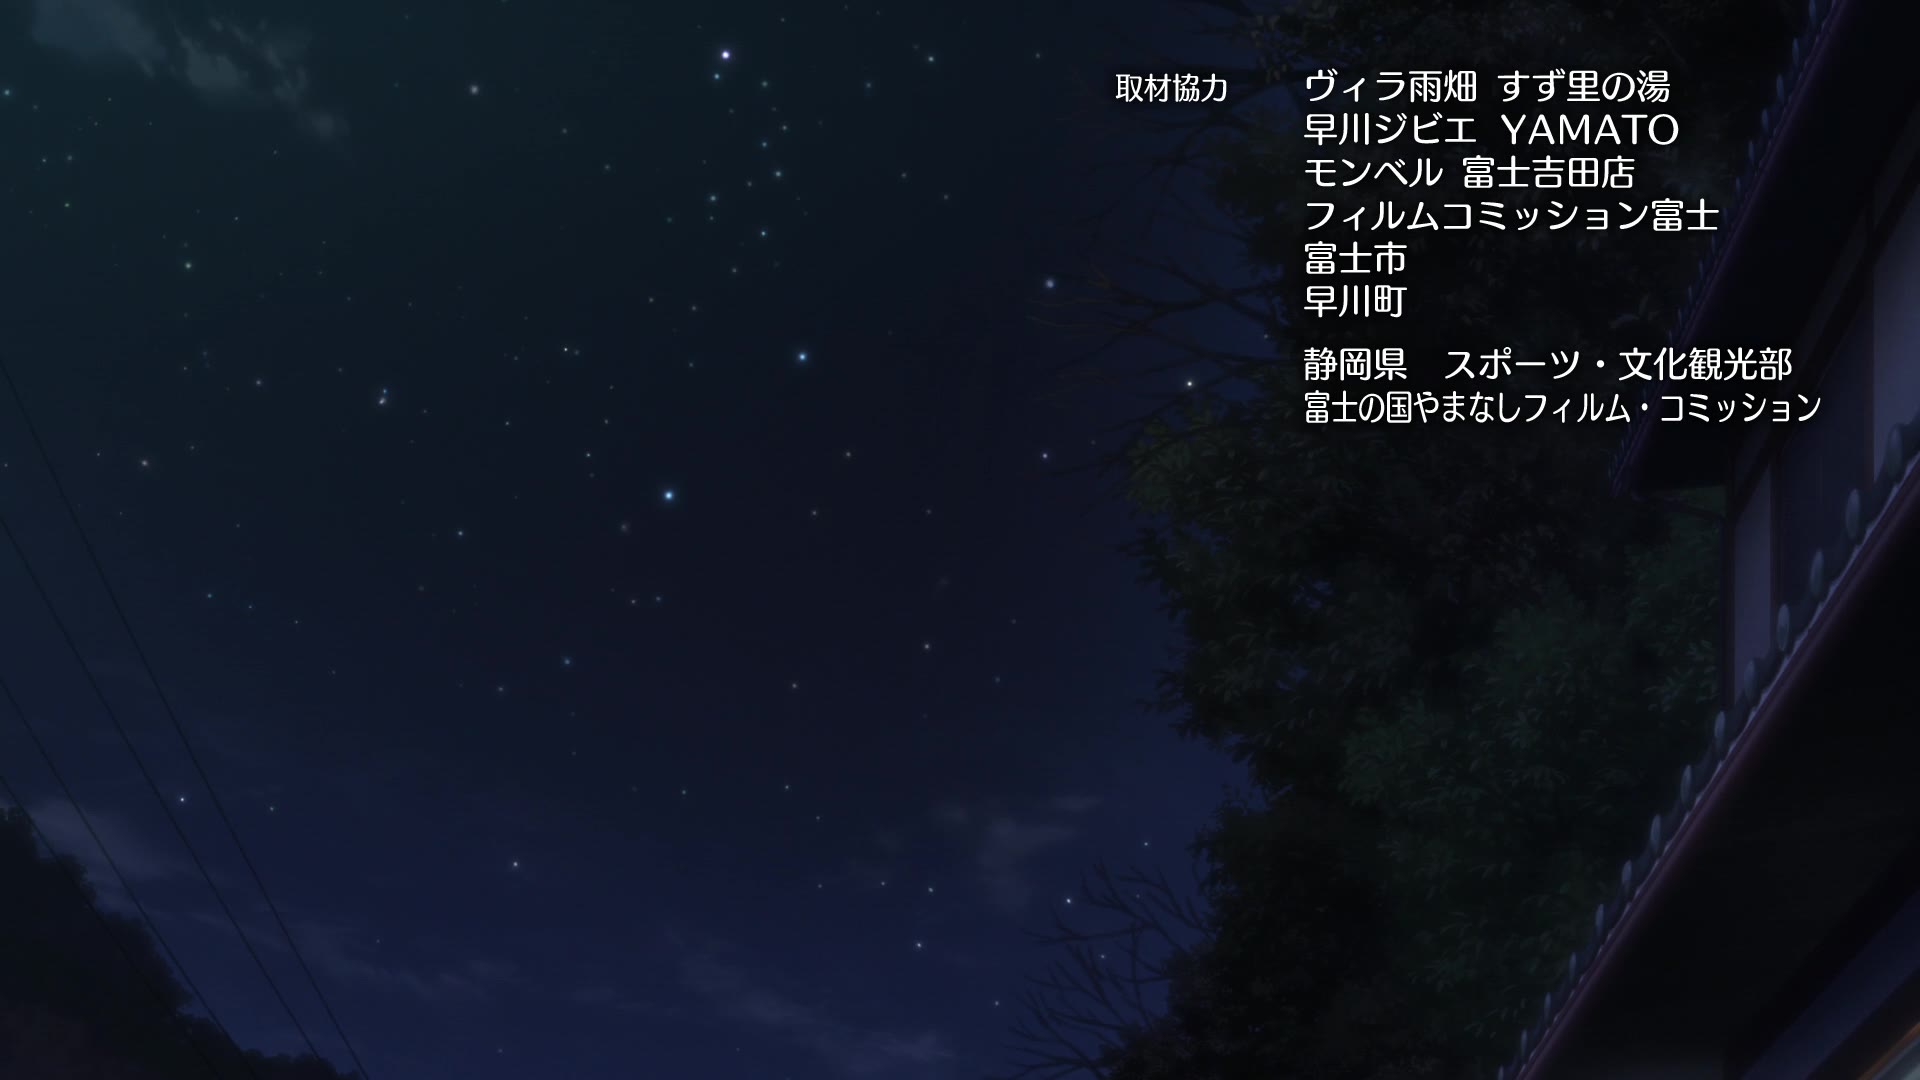 取材協力
ヴィラ雨畑 すず里の湯
早川ジビエ YAMATO
モンベル 富士吉田店
フィルムコミッション富士
富士市
早川町
静岡県　スポーツ・文化観光部
富士の国やまなしフィルム・コミッション